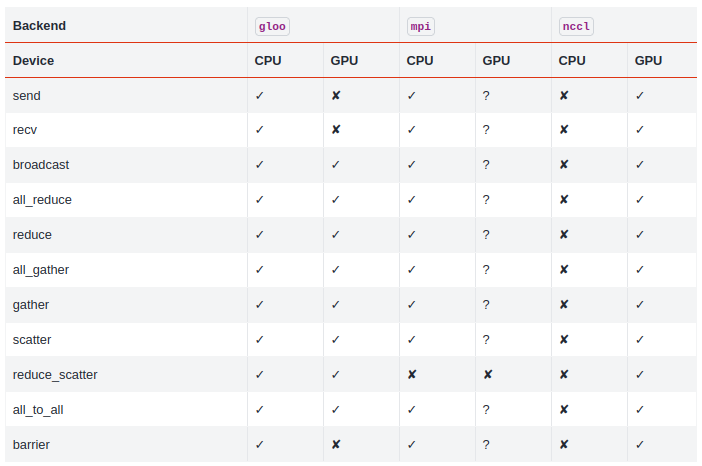 Backend gloo mpi nccl
Device CPU GPU CPU GPU CPU GPU
send ✓ ✘ ✓ ? ✘ ✓
recv ✓ ✘ ✓ ? ✘ ✓
broadcast ✓ ✓ ✓ ? ✘ ✓
all_reduce ✓ ✓ ✓ ? ✘ ✓
reduce ✓ ✓ ✓ ? ✘ ✓
all_gather ✓ ✓ ✓ ? ✘ ✓
gather ✓ ✓ ✓ ? ✘ ✓
scatter ✓ ✓ ✓ ? ✘ ✓
reduce_scatter ✓ ✓ ✘ ✘ ✘ ✓
all_to_all ✓ ✓ ✓ ? ✘ ✓
barrier ✓ ✘ ✓ ? ✘ ✓